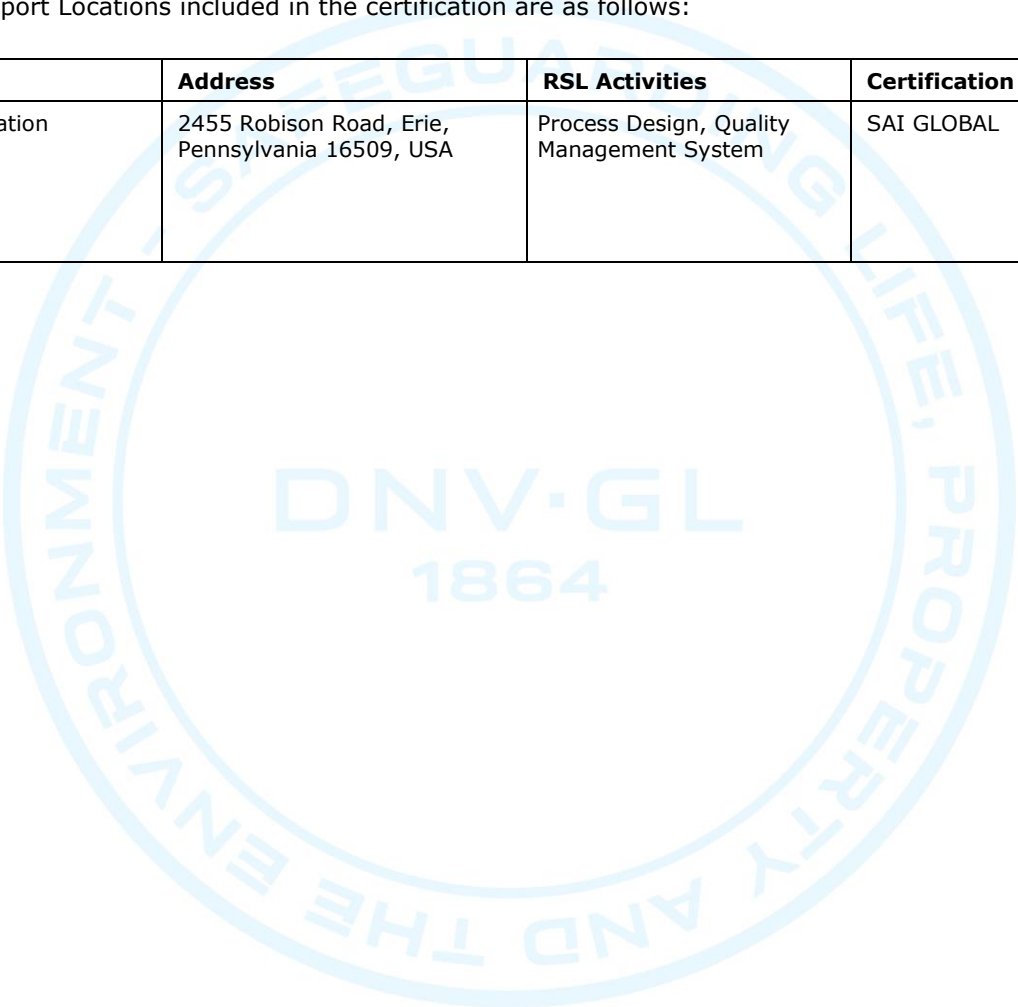 port Locations included in the certification are as follows:
Address RSL Activities Certification
ation 2455 Robison Road, Erie, Process Design, Quality SAI GLOBAL
Pennsylvania 16509, USA Management System
SAFEGUARDING LIFE, PROPERTY AND THE ENVIRONMENT -
DNV·GL
1864